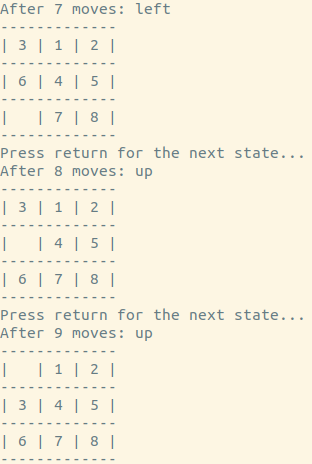 After 7 moves: left
-------------
| 3 | 1 | 2 |
-------------
| 6 | 4 | 5 |
-------------
|   | 7 | 8 |
-------------
Press return for the next state...
After 8 moves: up
-------------
| 3 | 1 | 2 |
-------------
|   | 4 | 5 |
-------------
| 6 | 7 | 8 |
-------------
Press return for the next state...
After 9 moves: up
-------------
|   | 1 | 2 |
-------------
| 3 | 4 | 5 |
-------------
| 6 | 7 | 8 |
-------------